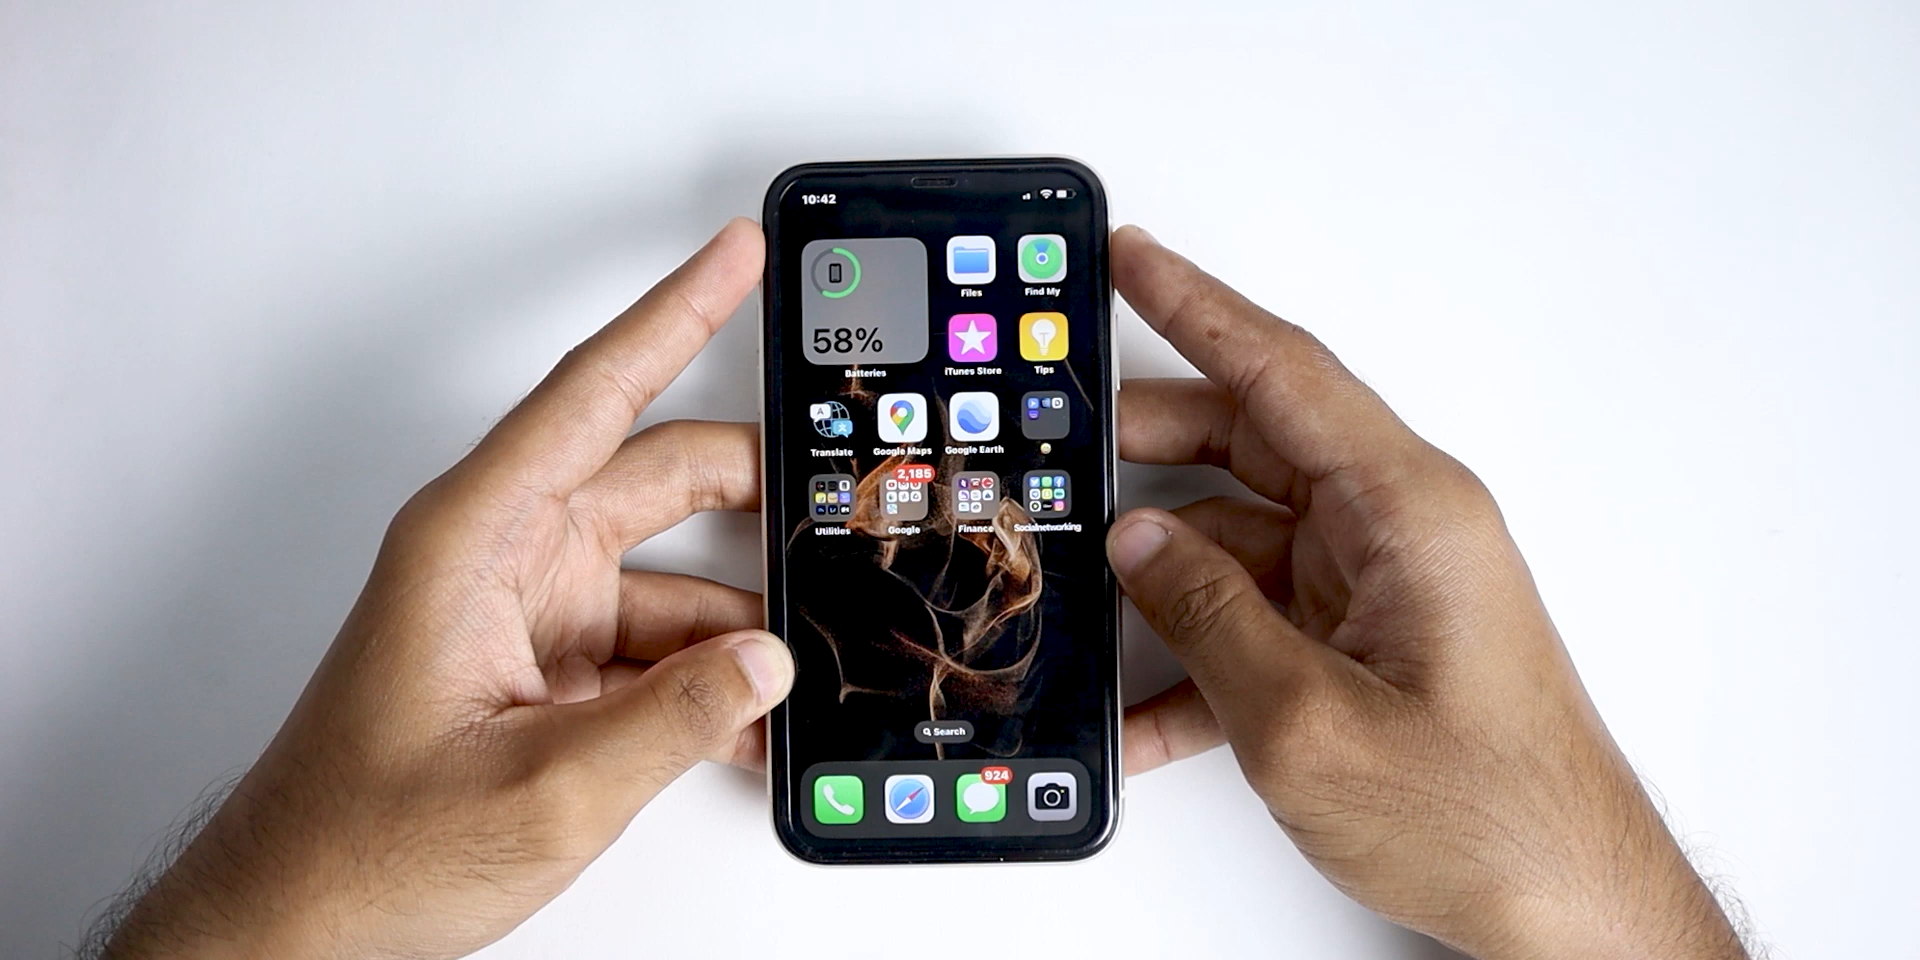 10:42
58%
Batteries
Files
Find My
iTunes Store
Tips
A
文
Translate
Google Maps
Google Earth
2,185
Utilities
Google
Finance
Socialnetworking
Search
924